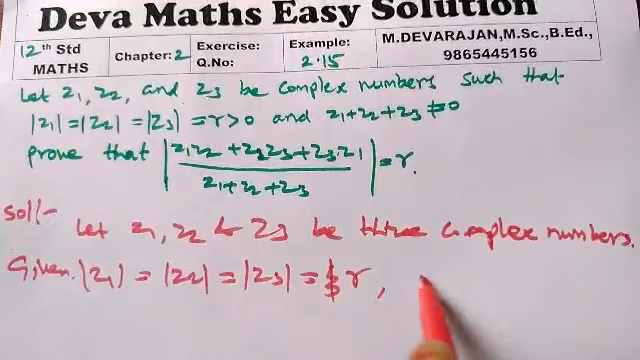 Deva Maths Easy Solution
12th Std MATHS Chapter: 2 Exercise: Q.No: Example: 2.15 M.DEVARAJAN,M.Sc.,B.Ed., 9865445156
Let z1, z2, and z3 be complex numbers such that
|z1| = |z2| = |z3| = r > 0 and z1+z2+z3 ≠ 0
prove that | z1z2 + z2z3 + z3.z1 / z1 + z2 + z3 | = r.
Sol/:-
Let z1, z2 & z3 be three complex numbers.
Given. |z1| = |z2| = |z3| = r,